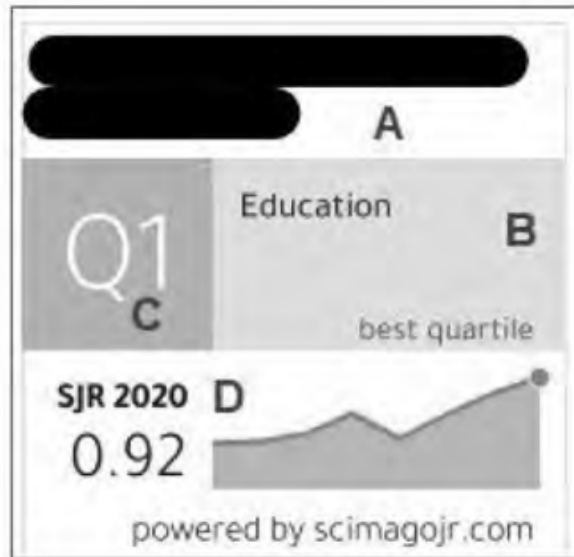 A
Education
B
Q1
C
best quartile
SJR 2020 D
0.92
powered by scimagojr.com